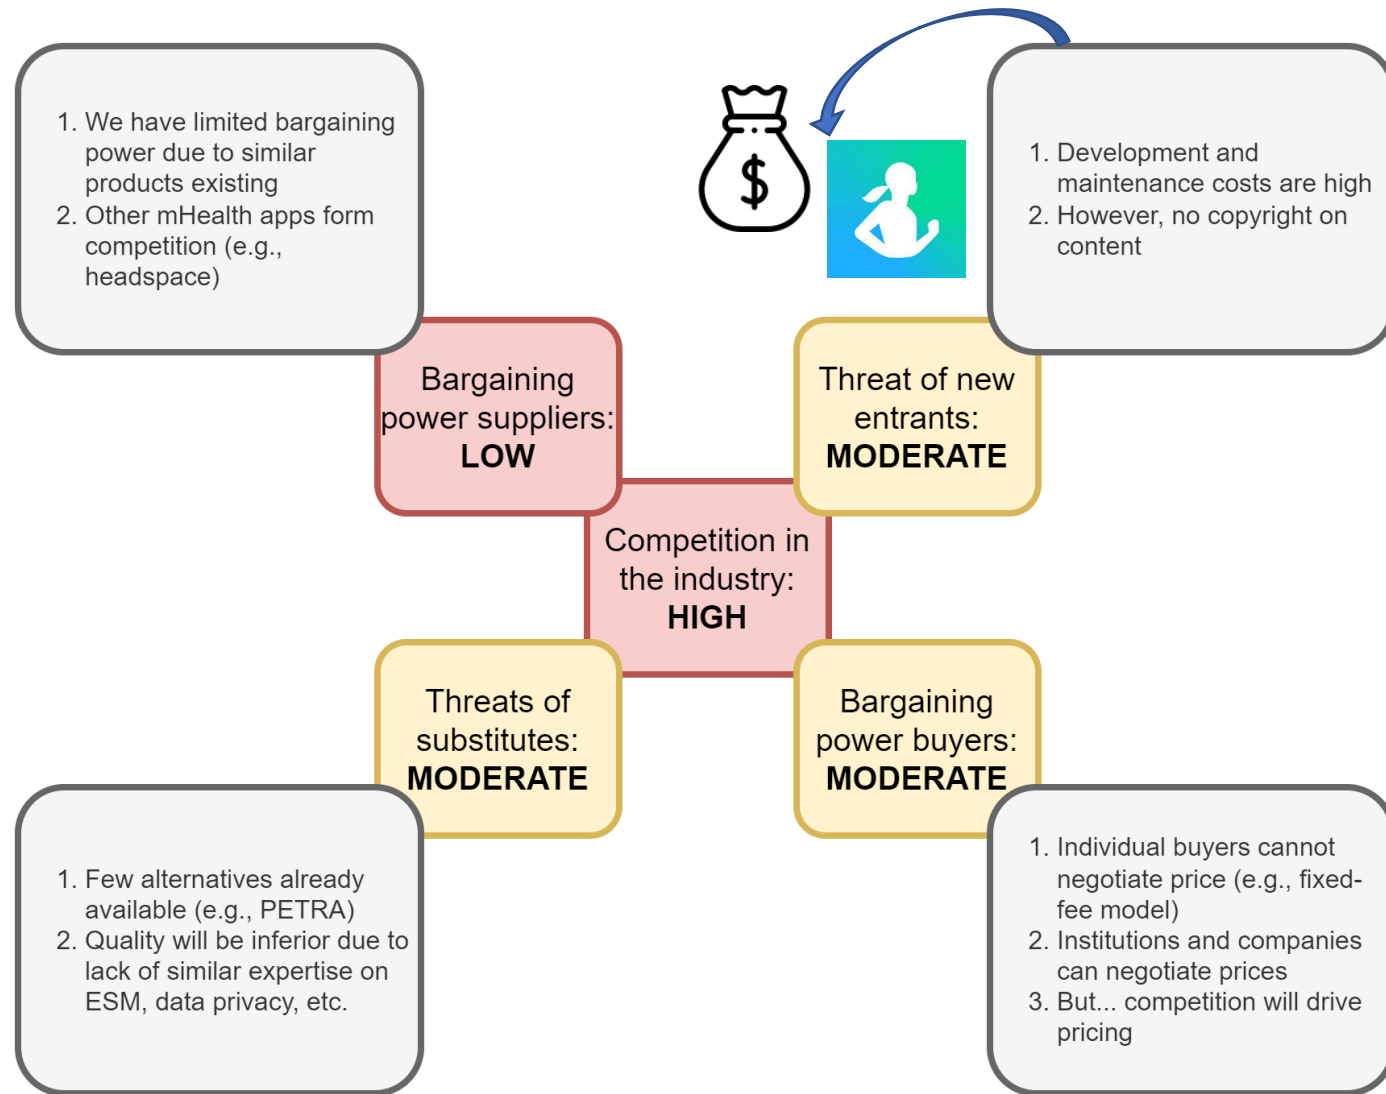 1. We have limited bargaining
power due to similar
products existing
2. Other mHealth apps form
competition (e.g.,
headspace)
$
1. Development and
maintenance costs are high
2. However, no copyright on
content
Bargaining
power suppliers:
LOW
Threat of new
entrants:
MODERATE
Competition in
the industry:
HIGH
Threats of
substitutes:
MODERATE
Bargaining
power buyers:
MODERATE
1. Few alternatives already
available (e.g., PETRA)
2. Quality will be inferior due to
lack of similar expertise on
ESM, data privacy, etc.
1. Individual buyers cannot
negotiate price (e.g., fixed-
fee model)
2. Institutions and companies
can negotiate prices
3. But... competition will drive
pricing